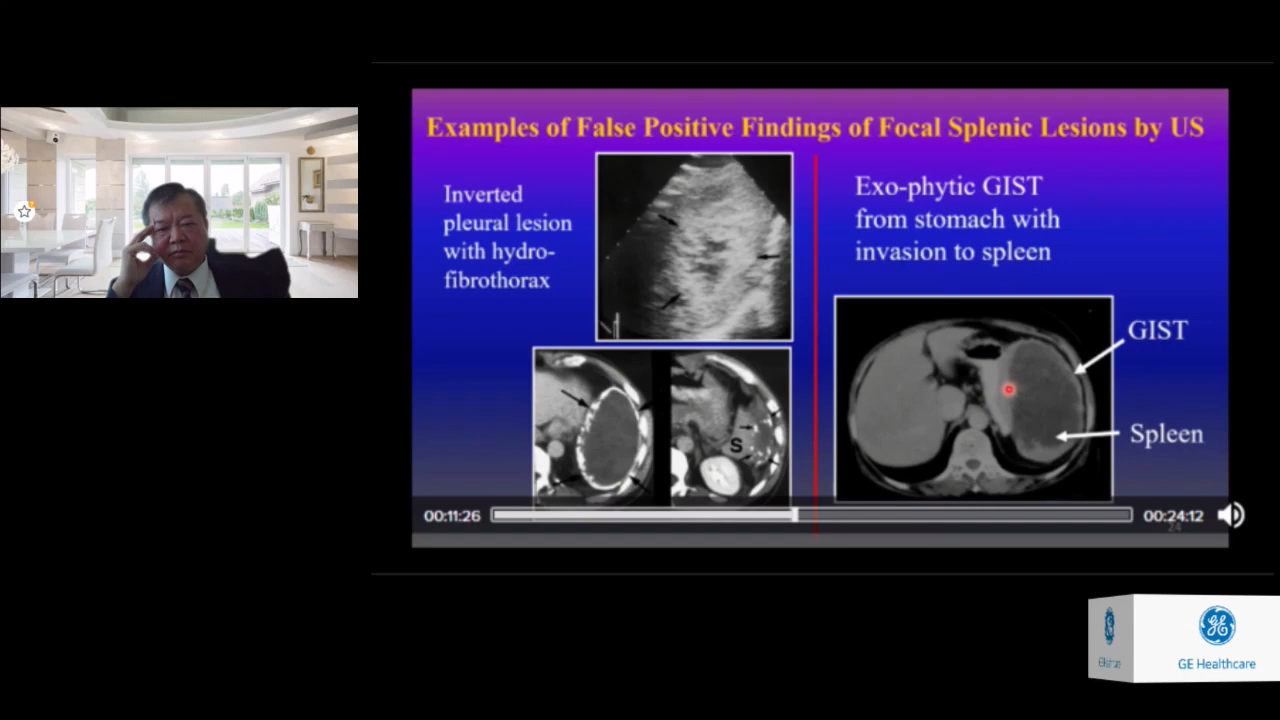 Examples of False Positive Findings of Focal Splenic Lesions by US
Inverted
pleural lesion
with hydro-
fibrothorax
Exo-phytic GIST
from stomach with
invasion to spleen
GIST
Spleen
S
00:11:26
00:24:12
24
GE Healthcare